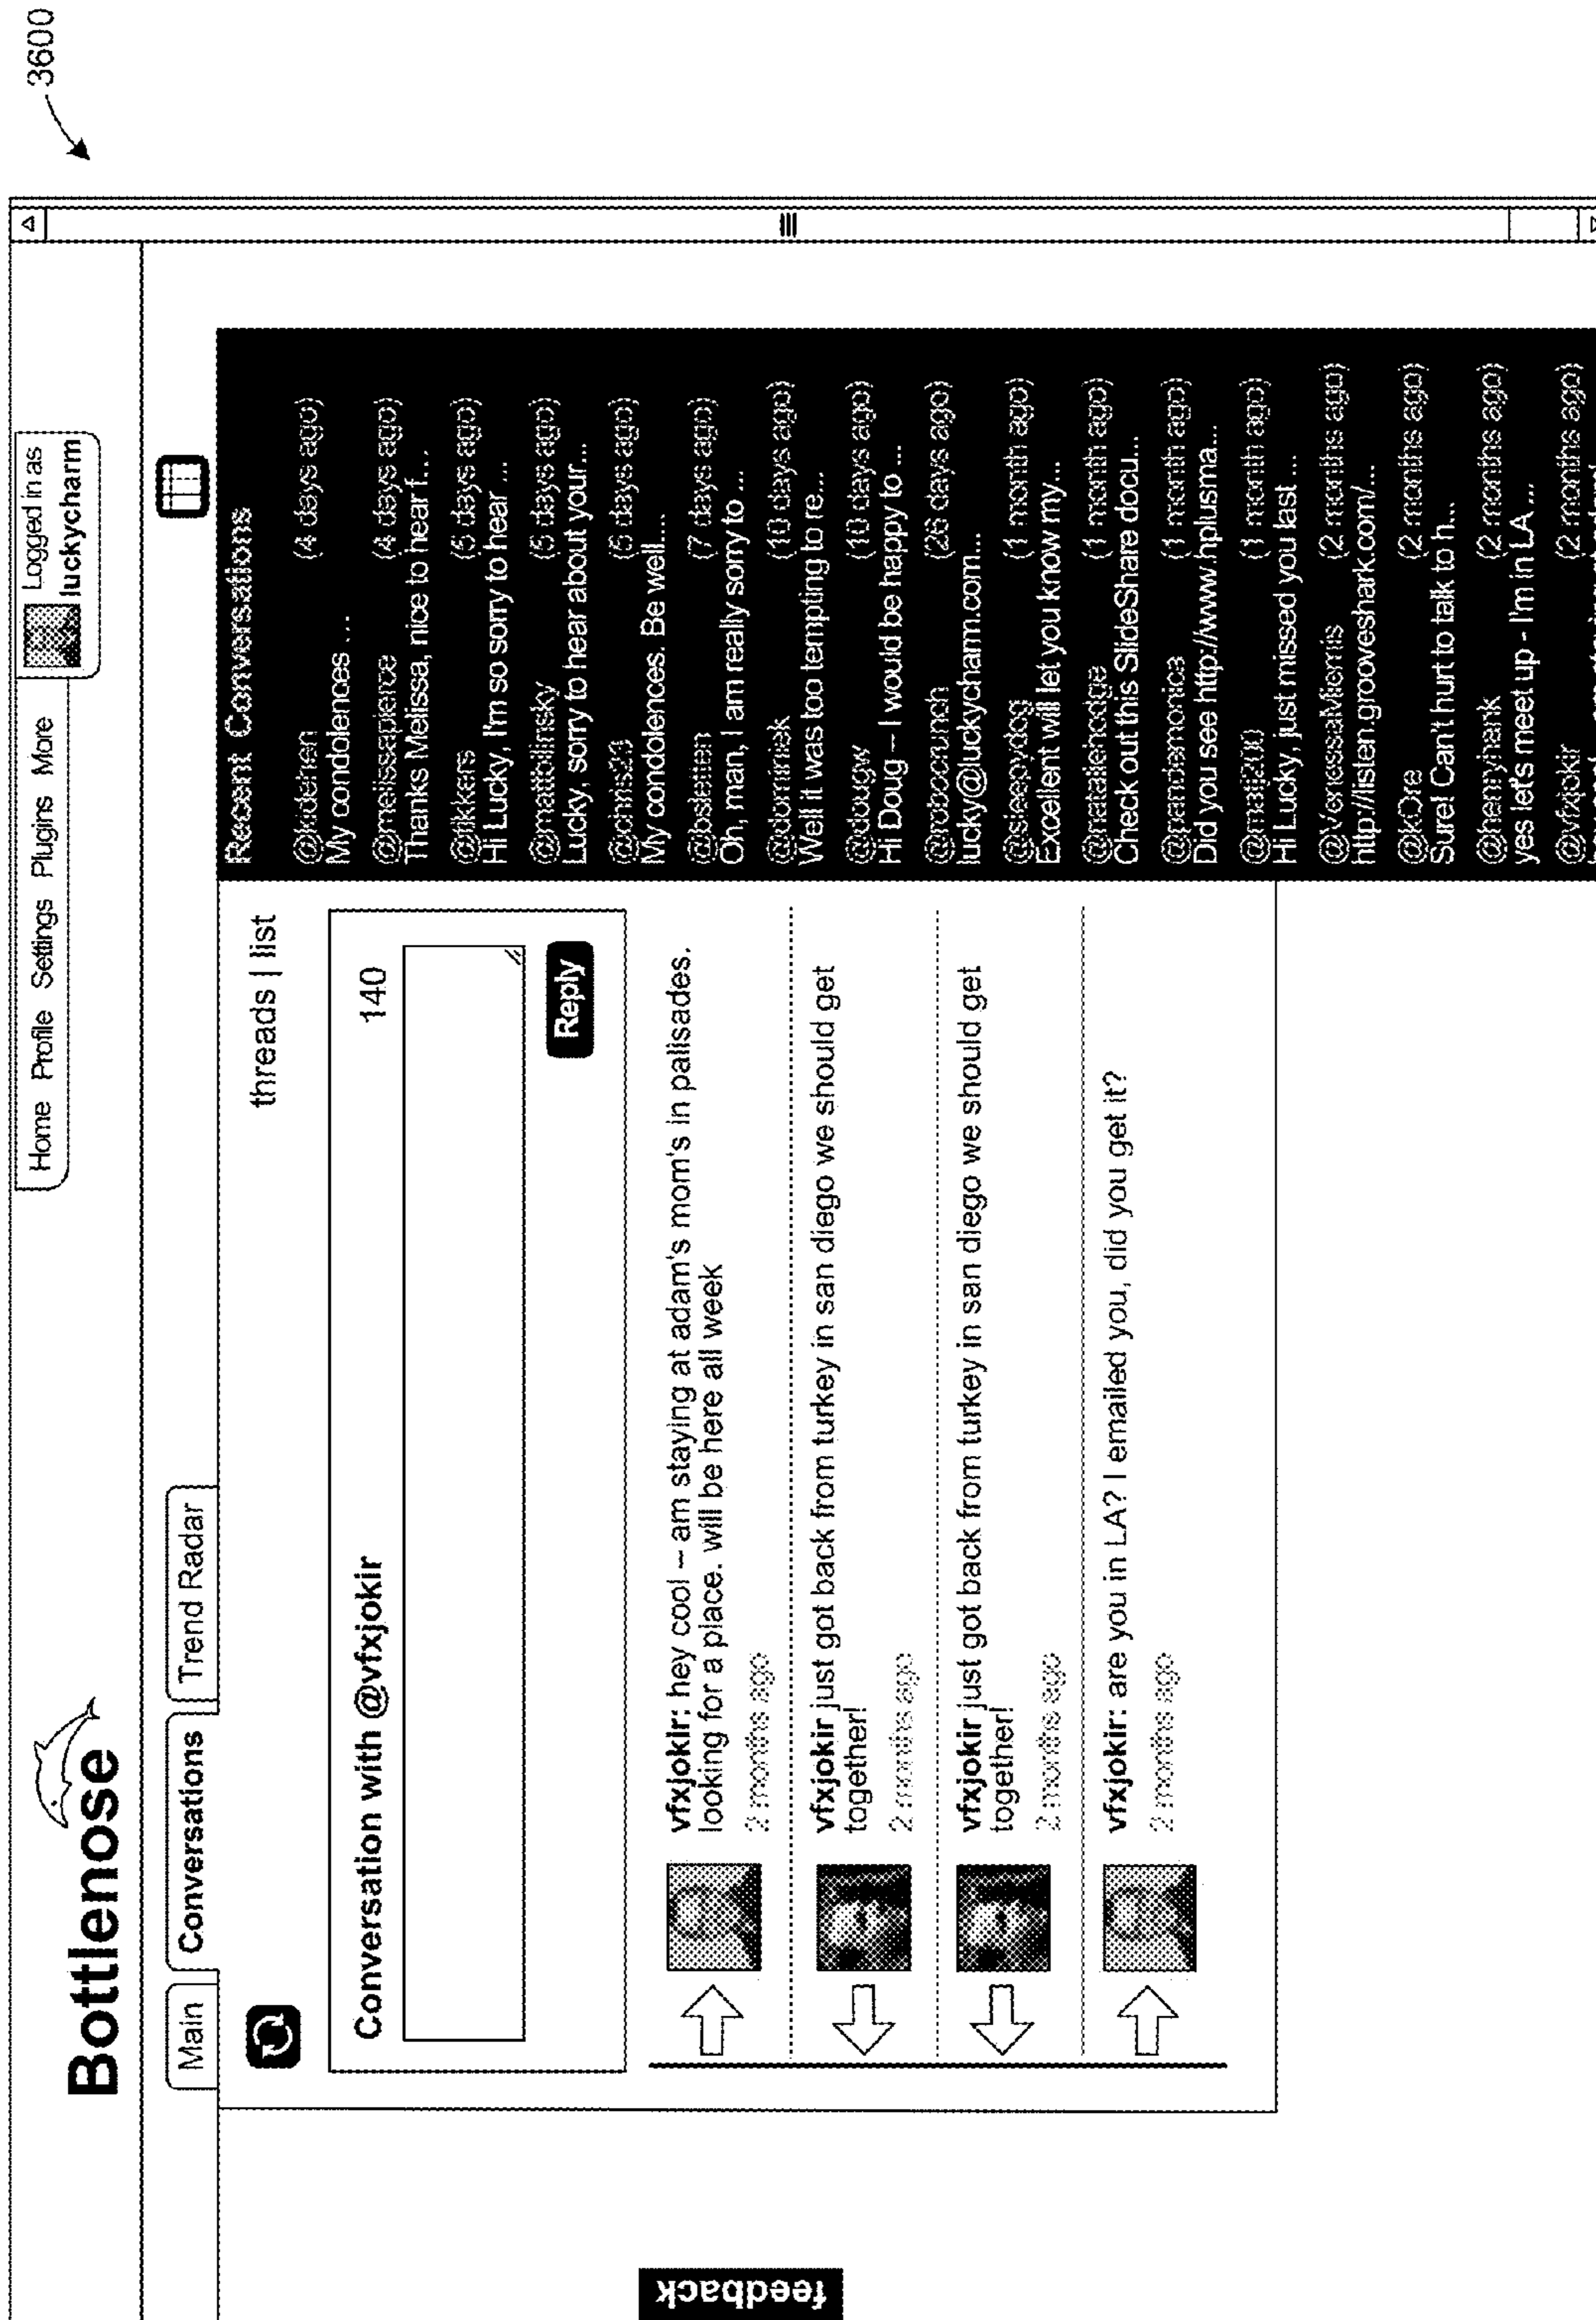 3600
Home Profile Settings Plugins More
Logged in as
luckycharm
Bottlenose
Main
Conversations
Trend Radar
threads | list
Conversation with @vfxjokir
140
Reply
vfxjokir: hey cool – am staying at adam's mom's in palisades.
looking for a place. will be here all week
2 months ago
vfxjokir just got back from turkey in san diego we should get
together!
2 months ago
vfxjokir just got back from turkey in san diego we should get
together!
2 months ago
vfxjokir: are you in LA? I emailed you, did you get it?
2 months ago
Recent Conversations
(4 days ago)
My condolences ...
@melissapierce (4 days ago)
Thanks Melissa, nice to hear f...
@tikkers (5 days ago)
Hi Lucky, I'm so sorry to hear ...
@mattbilinsky (5 days ago)
Lucky, sorry to hear about your...
@chris23 (6 days ago)
My condolences. Be well...
@bstetten (7 days ago)
Oh, man, I am really sorry to ...
@dominiek (10 days ago)
Well it was too tempting to re...
@dougw (10 days ago)
Hi Doug – I would be happy to ...
@robocrunch (26 days ago)
lucky@luckycharm.com...
@sleepydog (1 month ago)
Excellent will let you know my...
@nataliehodge (1 month ago)
Check out this SlideShare docu...
@pandemonica (1 month ago)
Did you see http://www.hplusma...
(1 month ago)
Hi Lucky, just missed you last ...
(2 months ago)
http://listen.grooveshark.com/...
@kOre (2 months ago)
Sure! Can't hurt to talk to h...
@henryhank (2 months ago)
yes let's meet up - I'm in LA...
@vfxjokir (2 months ago)
feedback